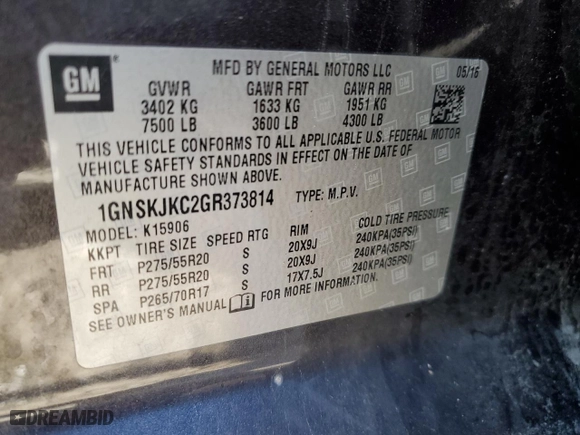 GM
MFD BY GENERAL MOTORS LLC 05/16
GVWR GAWR FRT GAWR RR
3402 KG 1633 KG 1951 KG
7500 LB 3600 LB 4300 LB
THIS VEHICLE CONFORMS TO ALL APPLICABLE U.S. FEDERAL MOTOR
VEHICLE SAFETY STANDARDS IN EFFECT ON THE DATE OF
MANUFACTURE SHOWN ABOVE.
1GNSKJKC2GR373814 TYPE: M.P.V.
MODEL: K15906
KKPT TIRE SIZE SPEED RTG RIM COLD TIRE PRESSURE
FRT P275/55R20 S 20X9J 240KPA(35PSI)
RR P275/55R20 S 20X9J 240KPA(35PSI)
SPA P265/70R17 S 17X7.5J 240KPA(35PSI)
SEE OWNER'S MANUAL FOR MORE INFORMATION.
DREAMBID